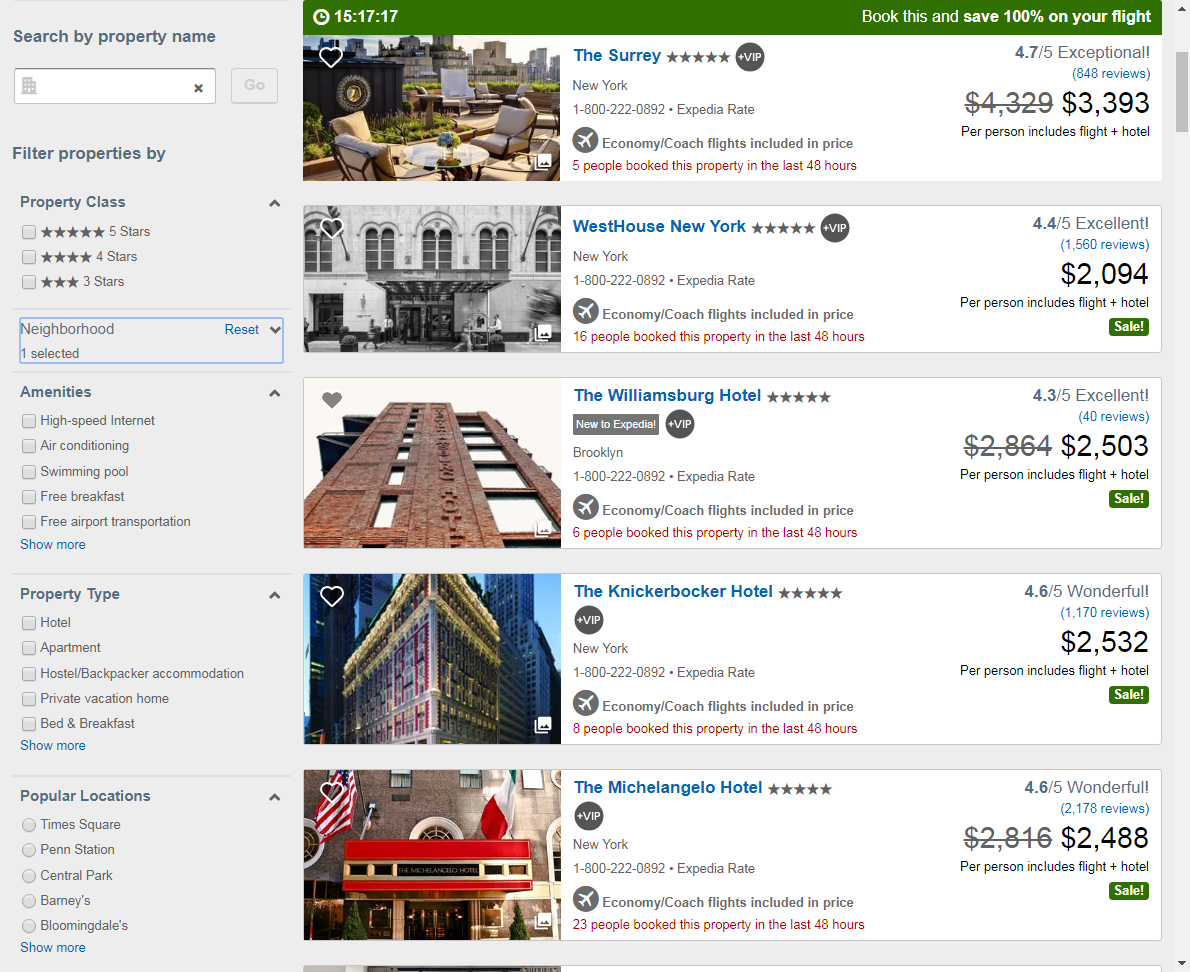 Search by property name
Go
Filter properties by
Property Class
5 Stars
4 Stars
3 Stars
Neighborhood
Reset
1 selected
Amenities
High-speed Internet
Air conditioning
Swimming pool
Free breakfast
Free airport transportation
Show more
Property Type
Hotel
Apartment
Hostel/Backpacker accommodation
Private vacation home
Bed & Breakfast
Show more
Popular Locations
Times Square
Penn Station
Central Park
Barney's
Bloomingdale's
Show more
15:17:17
Book this and save 100% on your flight
The Surrey
+VIP
New York
1-800-222-0892 • Expedia Rate
Economy/Coach flights included in price
5 people booked this property in the last 48 hours
4.7/5 Exceptional!
(848 reviews)
$4,329 $3,393
Per person includes flight + hotel
WestHouse New York
+VIP
New York
1-800-222-0892 • Expedia Rate
Economy/Coach flights included in price
16 people booked this property in the last 48 hours
4.4/5 Excellent!
(1,560 reviews)
$2,094
Per person includes flight + hotel
Sale!
The Williamsburg Hotel
New to Expedia!
+VIP
Brooklyn
1-800-222-0892 • Expedia Rate
Economy/Coach flights included in price
6 people booked this property in the last 48 hours
4.3/5 Excellent!
(40 reviews)
$2,864 $2,503
Per person includes flight + hotel
Sale!
The Knickerbocker Hotel
+VIP
New York
1-800-222-0892 • Expedia Rate
Economy/Coach flights included in price
8 people booked this property in the last 48 hours
4.6/5 Wonderful!
(1,170 reviews)
$2,532
Per person includes flight + hotel
Sale!
THE MICHELANGELO HOTEL
The Michelangelo Hotel
+VIP
New York
1-800-222-0892 • Expedia Rate
Economy/Coach flights included in price
23 people booked this property in the last 48 hours
4.6/5 Wonderful!
(2,178 reviews)
$2,816 $2,488
Per person includes flight + hotel
Sale!